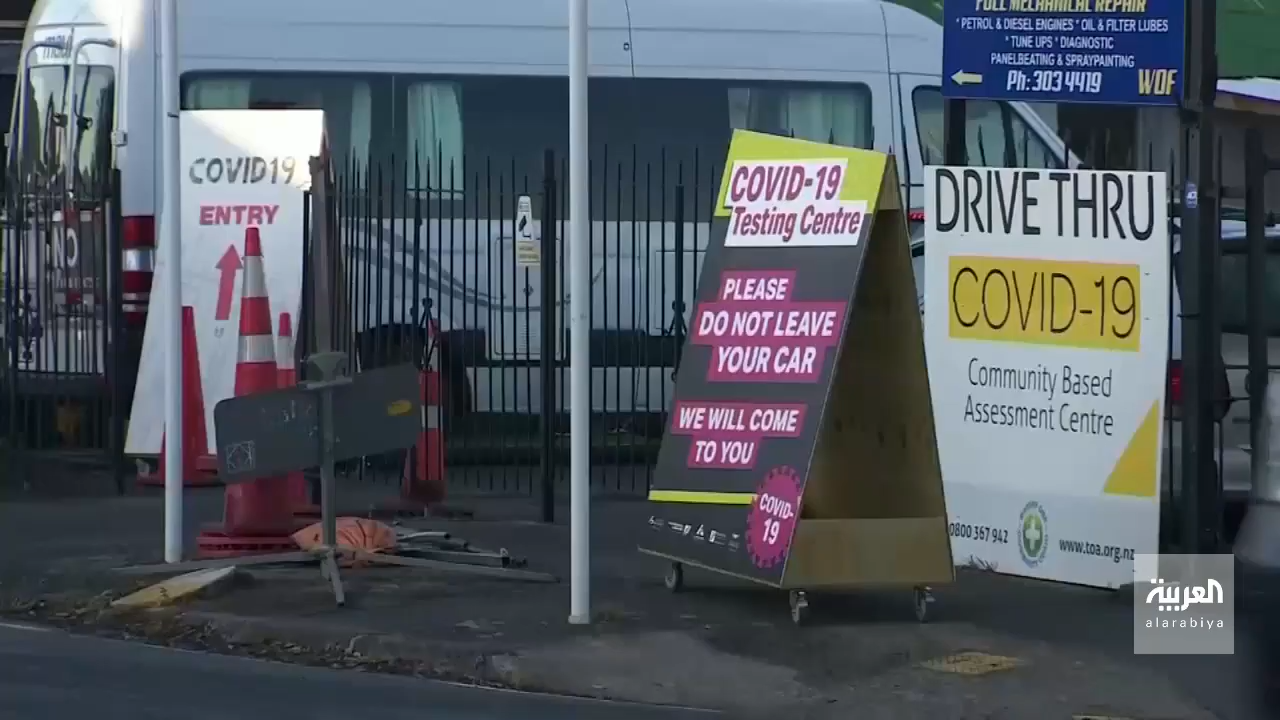 COVID19
ENTRY
COVID-19
Testing Centre
PLEASE
DO NOT LEAVE
YOUR CAR
WE WILL COME
TO YOU
COVID-
19
FULL MECHANICAL REPAIR
* PETROL & DIESEL ENGINES * OIL & FILTER LUBES
* TUNE UPS * DIAGNOSTIC
PANELBEATING & SPRAYPAINTING
Ph: 303 4419 WOF
DRIVE THRU
COVID-19
Community Based
Assessment Centre
0800 367 942
www.toa.org.nz
العربية
alarabiya